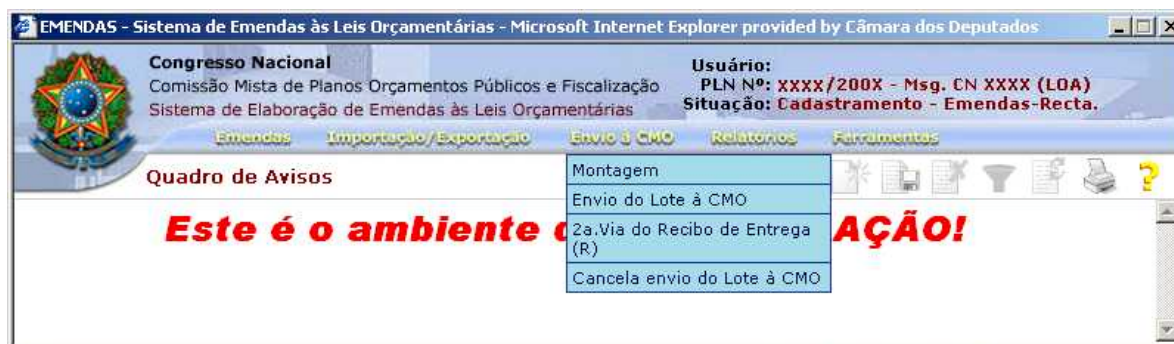 EMENDAS - Sistema de Emendas às Leis Orçamentárias - Microsoft Internet Explorer provided by Câmara dos Deputados
Congresso Nacional
Comissão Mista de Planos Orçamentos Públicos e Fiscalização
Sistema de Elaboração de Emendas às Leis Orçamentárias
Usuário:
PLN Nº: XXXX/200X - Msg. CN XXXX (LOA)
Situação: Cadastramento - Emendas-Recta.
Emendas Importação/Exportação Envio à CMO Relatórios Ferramentas
Quadro de Avisos
Montagem
Envio do Lote à CMO
2a.Via do Recibo de Entrega
(R)
Cancela envio do Lote à CMO
Este é o ambiente d AÇÃO!